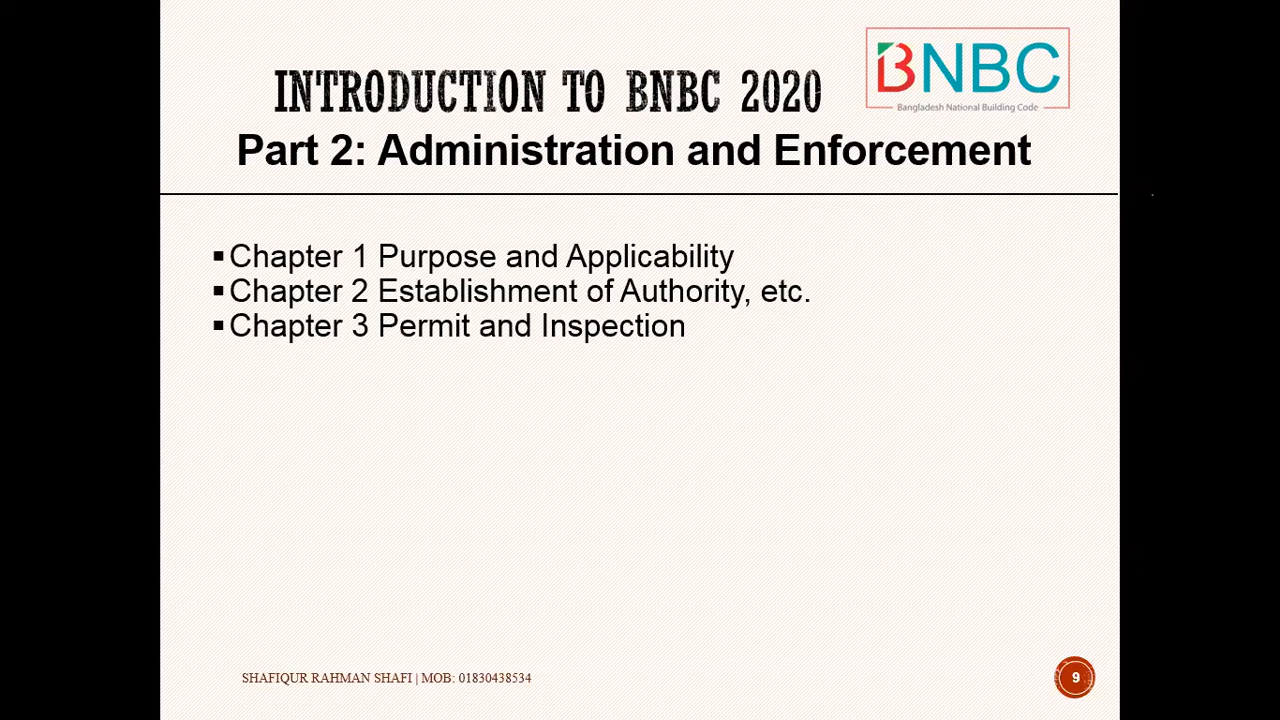 BNBC
Bangladesh National Building Code
INTRODUCTION TO BNBC 2020
Part 2: Administration and Enforcement
▪Chapter 1 Purpose and Applicability
▪Chapter 2 Establishment of Authority, etc.
▪Chapter 3 Permit and Inspection
SHAFIQUR RAHMAN SHAFI | MOB: 01830438534
9